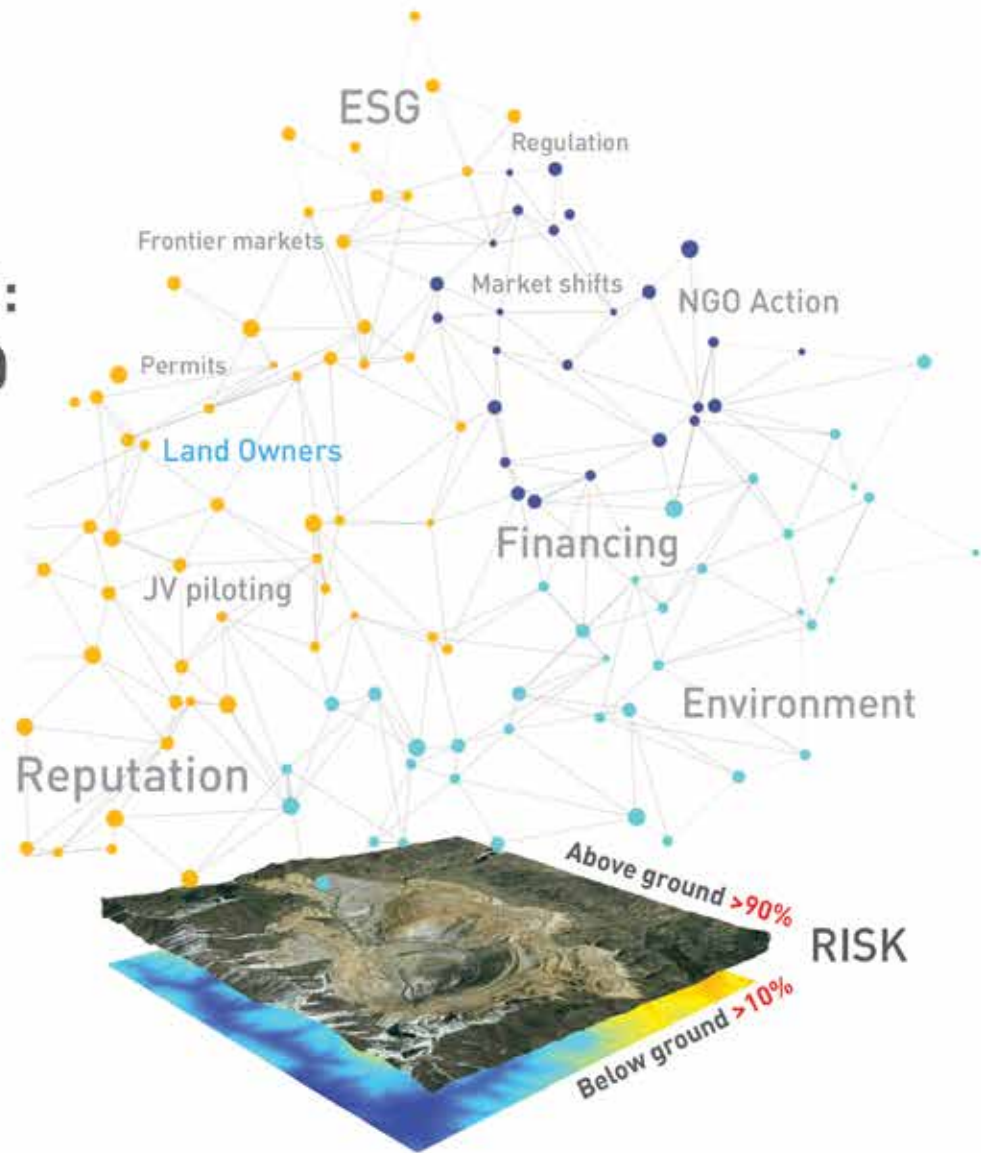 ESG
Regulation
Frontier markets
Market shifts
:
NGO Action
Permits
Land Owners
Financing
JV piloting
Environment
Reputation
Above ground >90%
RISK
Below ground >10%